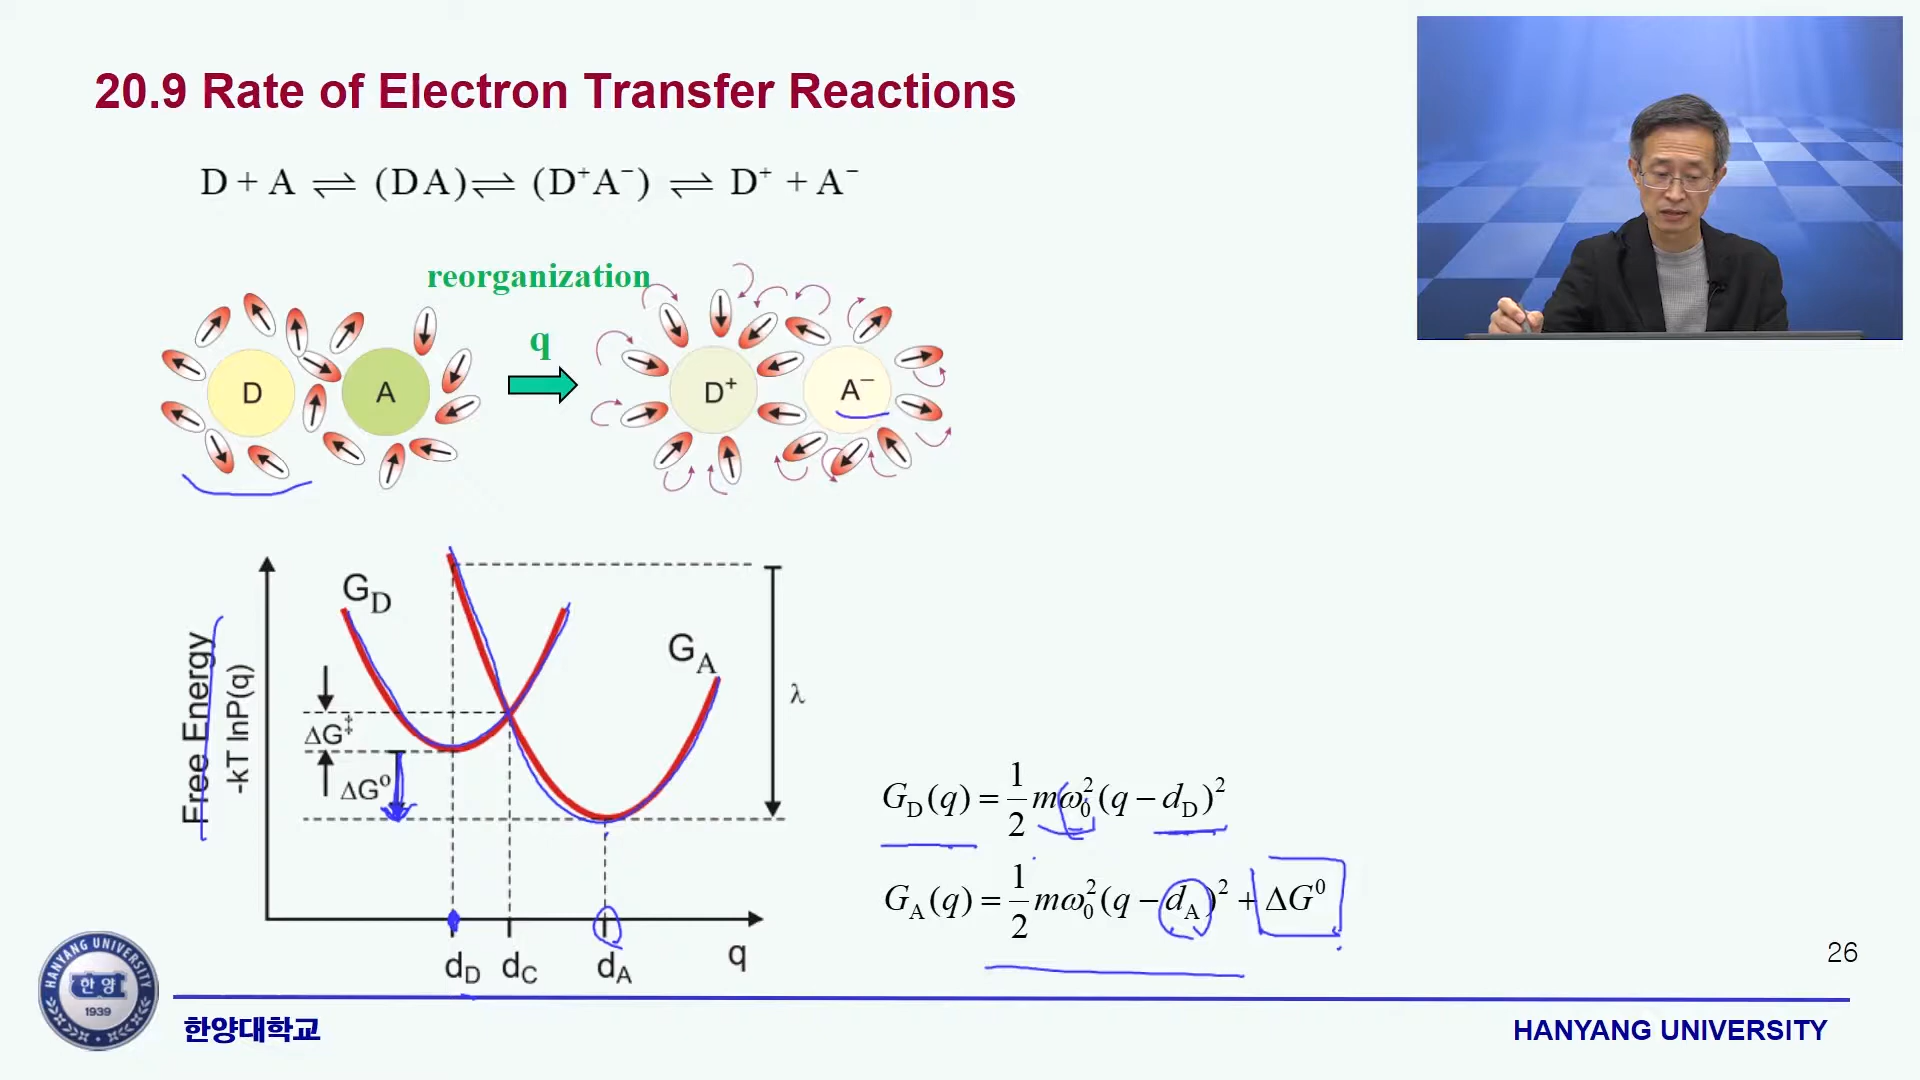 20.9 Rate of Electron Transfer Reactions
D + A ⇌ (D A) ⇌ (D⁺A⁻) ⇌ D⁺ + A⁻
reorganization
q
D
A
D⁺
A⁻
G_D
G_A
λ
Free Energy
-kT lnP(q)
ΔG‡
ΔG⁰
d_D d_C d_A q
G_D(q) = 1/2 mω₀²(q − d_D)²
G_A(q) = 1/2 mω₀²(q − d_A)² + ΔG⁰
26
HANYANG UNIVERSITY
한양
1939
한양대학교
HANYANG UNIVERSITY